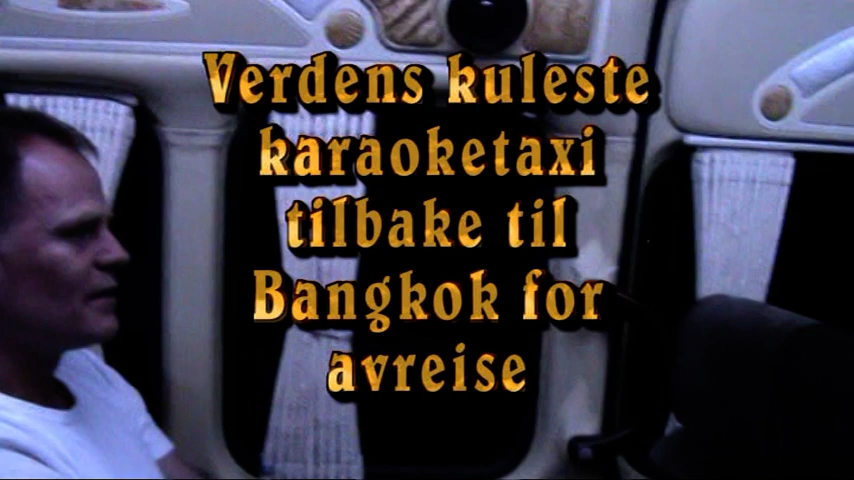 Verdens kuleste
karaoketaxi
tilbake til
Bangkok for
avreise